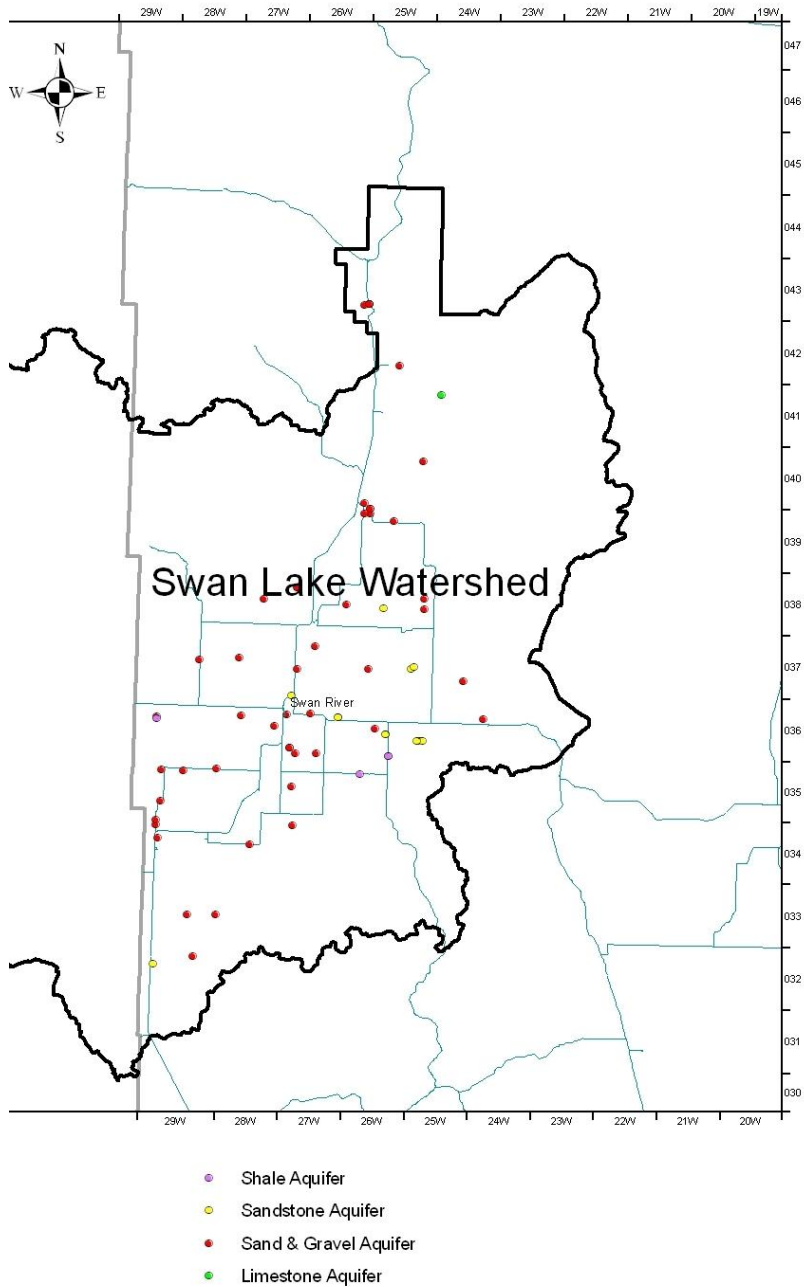 29W 28W 27W 26W 25W 24W 22W 21W 20W 19W
047
N
W E
S
046
045
044
043
042
041
040
039
Swan Lake Watershed
038
037
Swan River
036
035
034
033
032
031
030
29W 28W 27W 26W 25W 24W 23W 22W 21W 20W
Shale Aquifer
Sandstone Aquifer
Sand & Gravel Aquifer
Limestone Aquifer